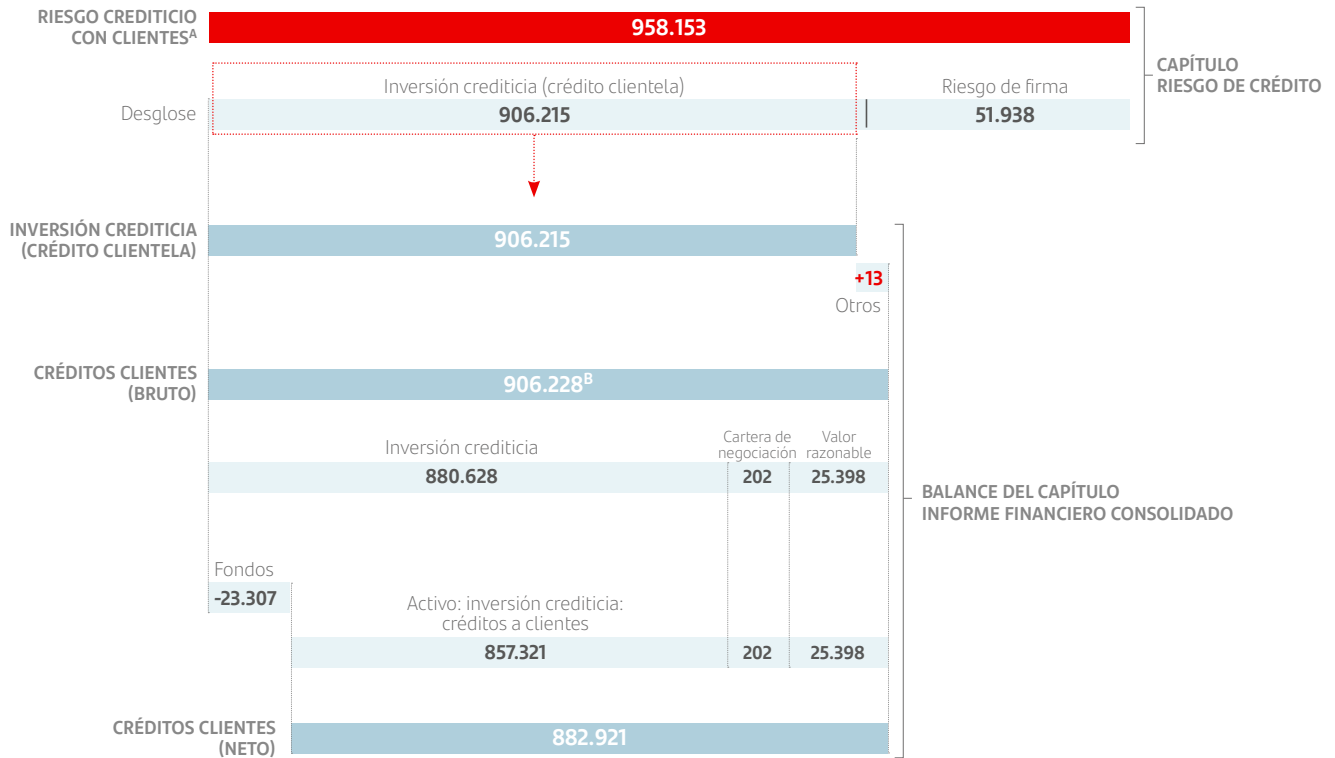 RIESGO CREDITICIO
CON CLIENTESA
958.153
CAPÍTULO
RIESGO DE CRÉDITO
Inversión crediticia (crédito clientela)
Riesgo de firma
Desglose
906.215
51.938
INVERSIÓN CREDITICIA
(CRÉDITO CLIENTELA)
906.215
+13
Otros
CRÉDITOS CLIENTES
(BRUTO)
906.228B
Inversión crediticia
Cartera de
negociación
Valor
razonable
880.628
202
25.398
BALANCE DEL CAPÍTULO
INFORME FINANCIERO CONSOLIDADO
Fondos
-23.307
Activo: inversión crediticia:
créditos a clientes
857.321
202
25.398
CRÉDITOS CLIENTES
(NETO)
882.921